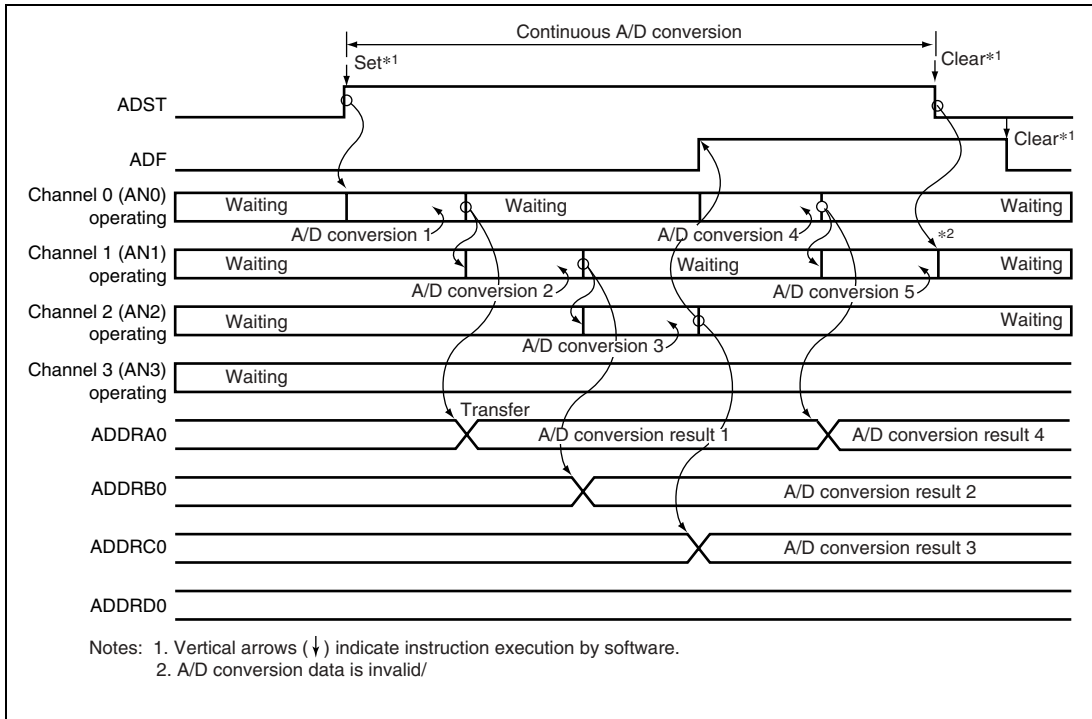 Continuous A/D conversion
Set*1
Clear*1
ADST
Clear*1
ADF
Channel 0 (AN0)
operating
Waiting
Waiting
Waiting
A/D conversion 1
A/D conversion 4
*2
Channel 1 (AN1)
operating
Waiting
Waiting
Waiting
A/D conversion 2
A/D conversion 5
Channel 2 (AN2)
operating
Waiting
Waiting
A/D conversion 3
Channel 3 (AN3)
operating
Waiting
Transfer
ADDRA0
A/D conversion result 1
A/D conversion result 4
ADDRB0
A/D conversion result 2
ADDRC0
A/D conversion result 3
ADDRD0
Notes: 1. Vertical arrows (↓) indicate instruction execution by software.
2. A/D conversion data is invalid/